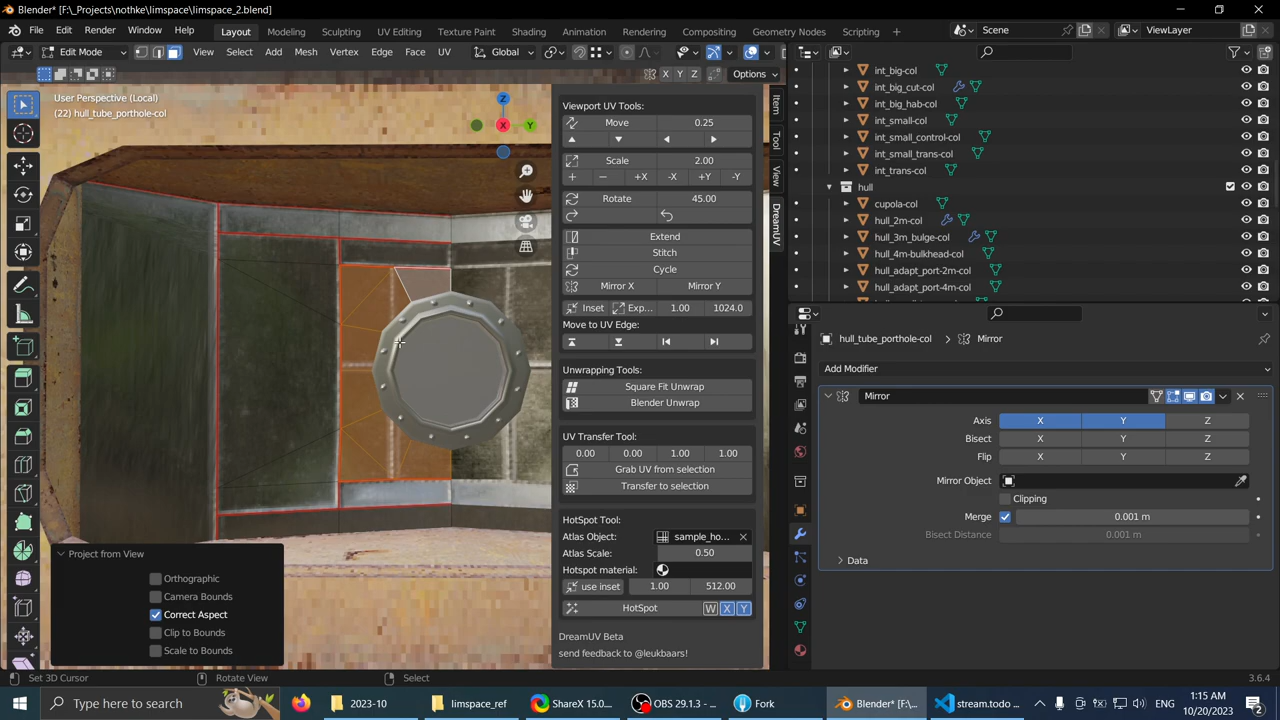 Blender* [F:\_Projects\nothke\limspace\limspace_2.blend]
File Edit Render Window Help Layout Modeling Sculpting UV Editing Texture Paint Shading Animation Rendering Compositing Geometry Nodes Scripting Scene ViewLayer
Edit Mode View Select Add Mesh Vertex Edge Face UV Global
X Y Z Options
User Perspective (Local)
(22) hull_tube_porthole-col
Z
X Y
Viewport UV Tools:
Move 0.25
Scale 2.00
+ - +X -X +Y -Y
Rotate 45.00
Extend
Stitch
Cycle
Mirror X Mirror Y
Inset Exp... 1.00 1024.0
Move to UV Edge:
Unwrapping Tools:
Square Fit Unwrap
Blender Unwrap
UV Transfer Tool:
0.00 0.00 1.00 1.00
Grab UV from selection
Transfer to selection
HotSpot Tool:
Atlas Object: sample_ho...
Atlas Scale: 0.50
Hotspot material:
use inset 1.00 512.00
HotSpot W X Y
DreamUV Beta
send feedback to @leukbaars!
Item
Tool
View
DreamUV
Project from View
Orthographic
Camera Bounds
Correct Aspect
Clip to Bounds
Scale to Bounds
int_big-col
int_big_cut-col
int_big_hab-col
int_small-col
int_small_control-col
int_small_trans-col
int_trans-col
hull
cupola-col
hull_2m-col
hull_3m_bulge-col
hull_4m-bulkhead-col
hull_adapt_port-2m-col
hull_adapt_port-4m-col
hull_tube_porthole-col Mirror
Add Modifier
Mirror
Axis X Y Z
Bisect X Y Z
Flip X Y Z
Mirror Object
Clipping
Merge 0.001 m
Bisect Distance 0.001 m
Data
Set 3D Cursor Rotate View Select 3.6.4
Type here to search 2023-10 limspace_ref ShareX 15.0... OBS 29.1.3 - ... Fork Blender* [F:\_... stream.todo ... 1:15 AM
10/20/2023 2